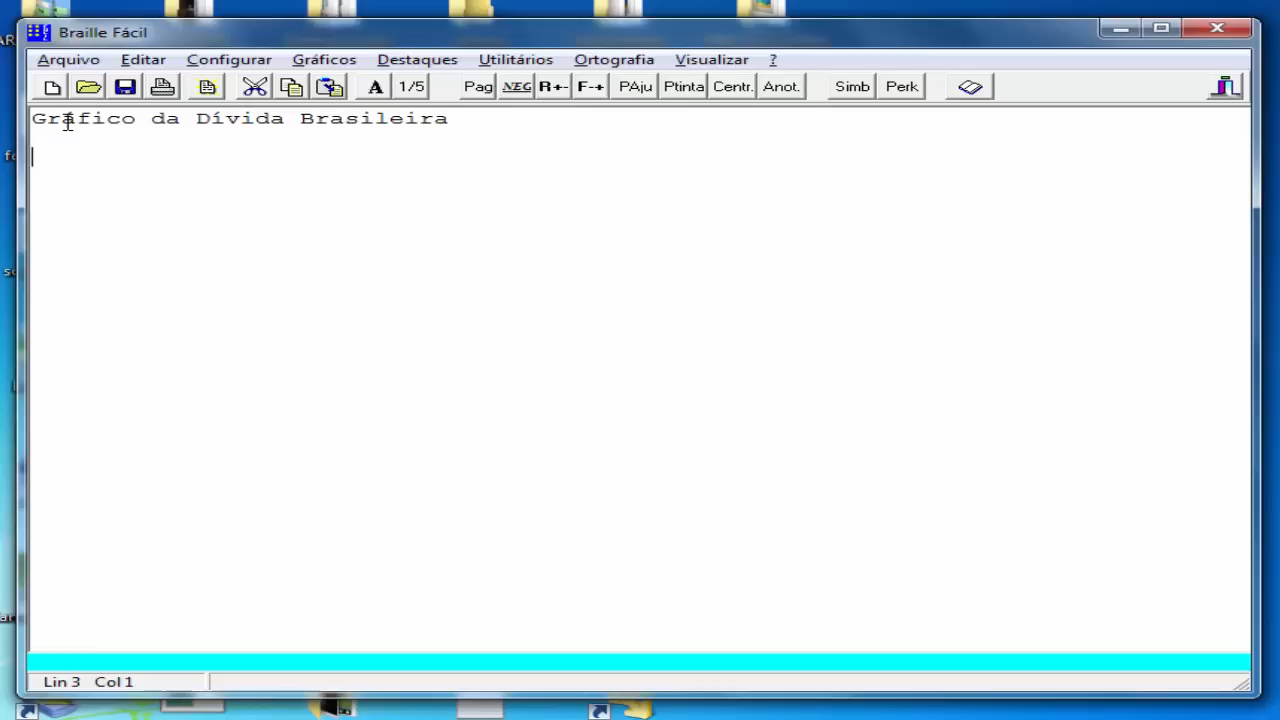 Braille Fácil
Arquivo Editar Configurar Gráficos Destaques Utilitários Ortografia Visualizar ?
A 1/5 Pag NEG R+- F-+ PAju Ptinta Centr. Anot. Simb Perk
Gráfico da Dívida Brasileira
Lin 3 Col 1